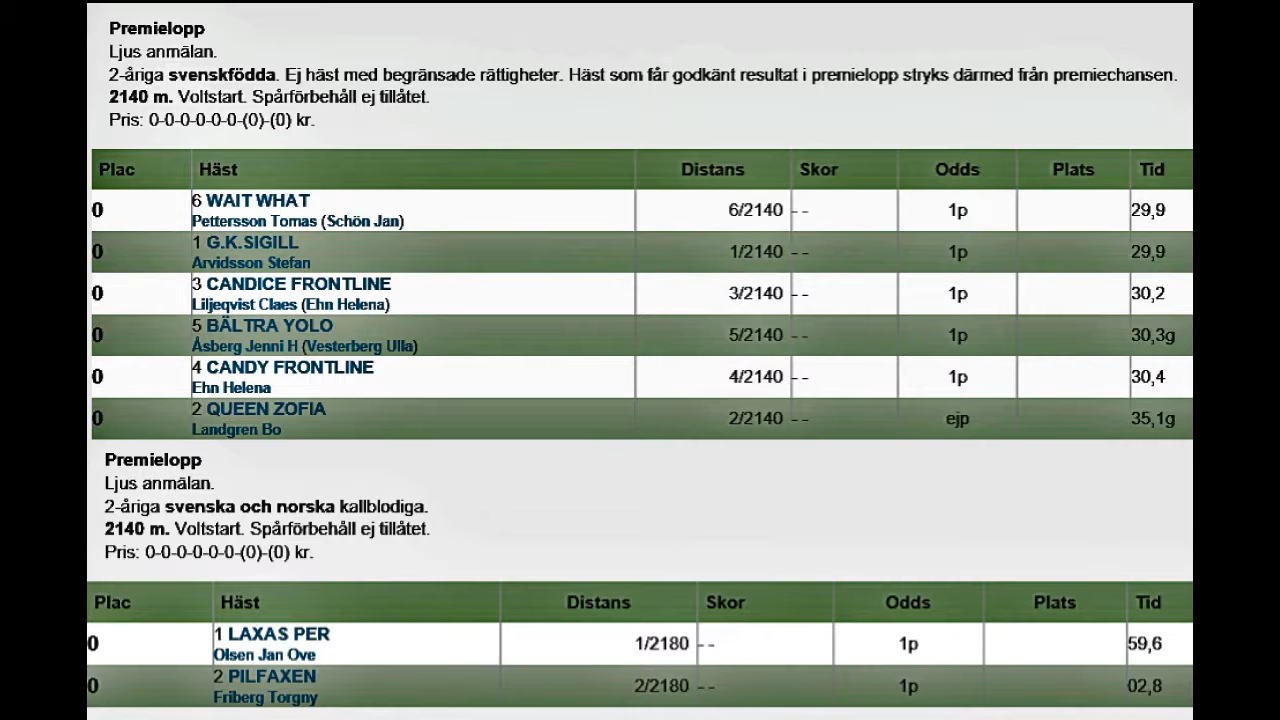 Premielopp
Ljus anmälan.
2-åriga svenskfödda. Ej häst med begränsade rättigheter. Häst som får godkänt resultat i premielopp stryks därmed från premiechansen.
2140 m. Voltstart. Spårförbehåll ej tillåtet.
Pris: 0-0-0-0-0-0-(0)-(0) kr.
Plac Häst Distans Skor Odds Plats Tid
0 6 WAIT WHAT 6/2140 - - 1p 29,9
Pettersson Tomas (Schön Jan)
0 1 G.K.SIGILL 1/2140 - - 1p 29,9
Arvidsson Stefan
0 3 CANDICE FRONTLINE 3/2140 - - 1p 30,2
Liljeqvist Claes (Ehn Helena)
0 5 BÄLTRA YOLO 5/2140 - - 1p 30,3g
Åsberg Jenni H (Vesterberg Ulla)
0 4 CANDY FRONTLINE 4/2140 - - 1p 30,4
Ehn Helena
0 2 QUEEN ZOFIA 2/2140 - - ejp 35,1g
Landgren Bo
Premielopp
Ljus anmälan.
2-åriga svenska och norska kallblodiga.
2140 m. Voltstart. Spårförbehåll ej tillåtet.
Pris: 0-0-0-0-0-0-(0)-(0) kr.
Plac Häst Distans Skor Odds Plats Tid
0 1 LAXAS PER 1/2180 - - 1p 59,6
Olsen Jan Ove
0 2 PILFAXEN 2/2180 - - 1p 02,8
Friberg Torgny